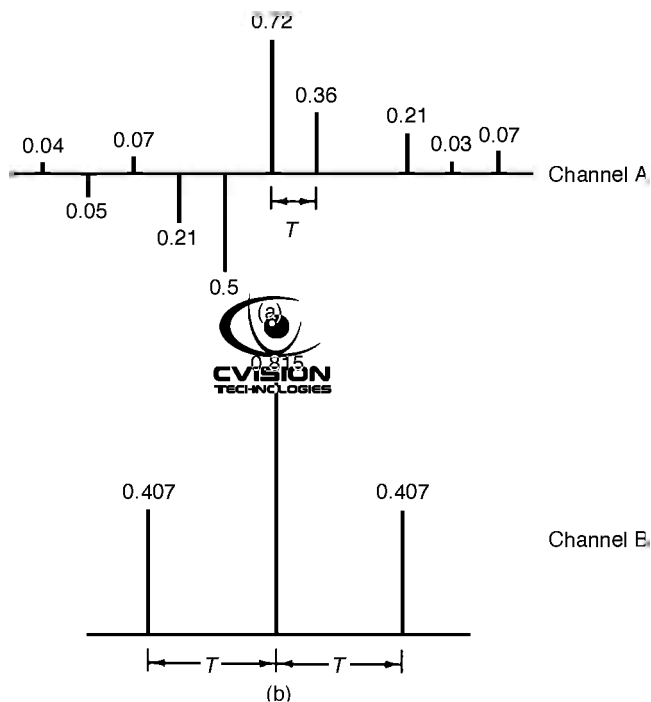 0.72
0.36
0.21
0.04
0.07
0.03
0.07
Channel A
0.05
0.21
T
0.5
(a)
0.815
CVISION
TECHNOLOGIES
0.407
0.407
Channel B
T
T
(b)